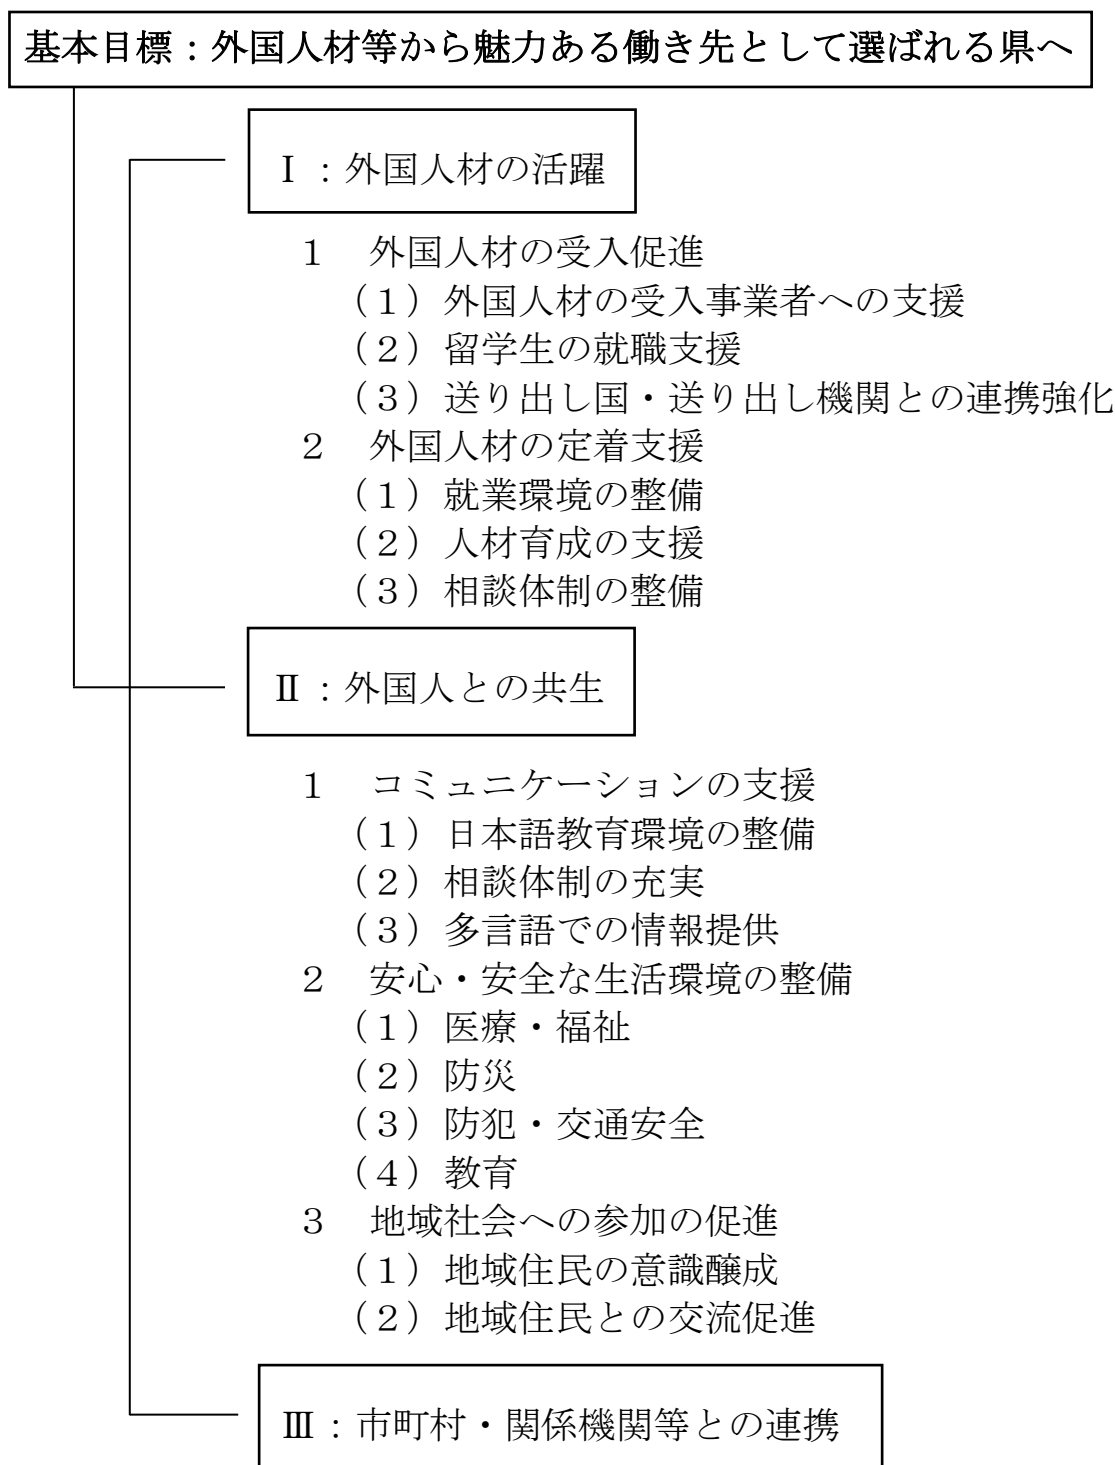 基本目標：外国人材等から魅力ある働き先として選ばれる県へ
Ⅰ：外国人材の活躍
１　外国人材の受入促進
（１）外国人材の受入事業者への支援
（２）留学生の就職支援
（３）送り出し国・送り出し機関との連携強化
２　外国人材の定着支援
（１）就業環境の整備
（２）人材育成の支援
（３）相談体制の整備
Ⅱ：外国人との共生
１　コミュニケーションの支援
（１）日本語教育環境の整備
（２）相談体制の充実
（３）多言語での情報提供
２　安心・安全な生活環境の整備
（１）医療・福祉
（２）防災
（３）防犯・交通安全
（４）教育
３　地域社会への参加の促進
（１）地域住民の意識醸成
（２）地域住民との交流促進
Ⅲ：市町村・関係機関等との連携